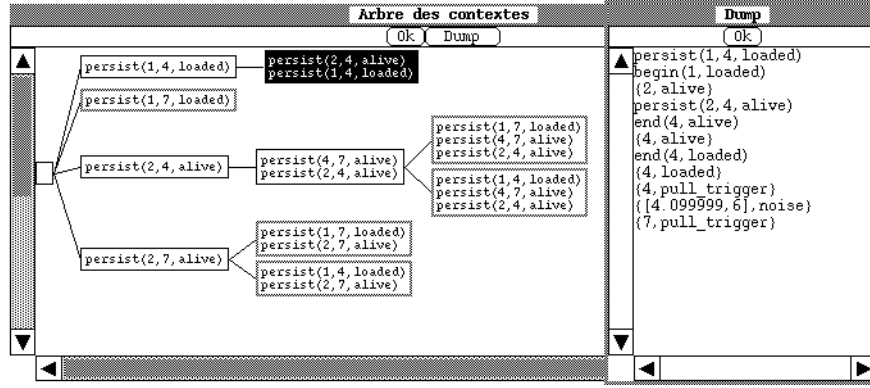 Arbre des contextes
Ok
Dump
persist(1,4,loaded)
persist(2,4,alive)
persist(1,4,loaded)
persist(1,7,loaded)
persist(2,4,alive)
persist(4,7,alive)
persist(2,4,alive)
persist(1,7,loaded)
persist(4,7,alive)
persist(2,4,alive)
persist(1,4,loaded)
persist(4,7,alive)
persist(2,4,alive)
persist(2,7,alive)
persist(1,7,loaded)
persist(2,7,alive)
persist(1,4,loaded)
persist(2,7,alive)
Dump
Ok
persist(1,4,loaded)
begin(1,loaded)
{2,alive}
persist(2,4,alive)
end(4,alive)
{4,alive}
end(4,loaded)
{4,loaded}
{4,pull_trigger}
{[4.099999,6],noise}
{7,pull_trigger}